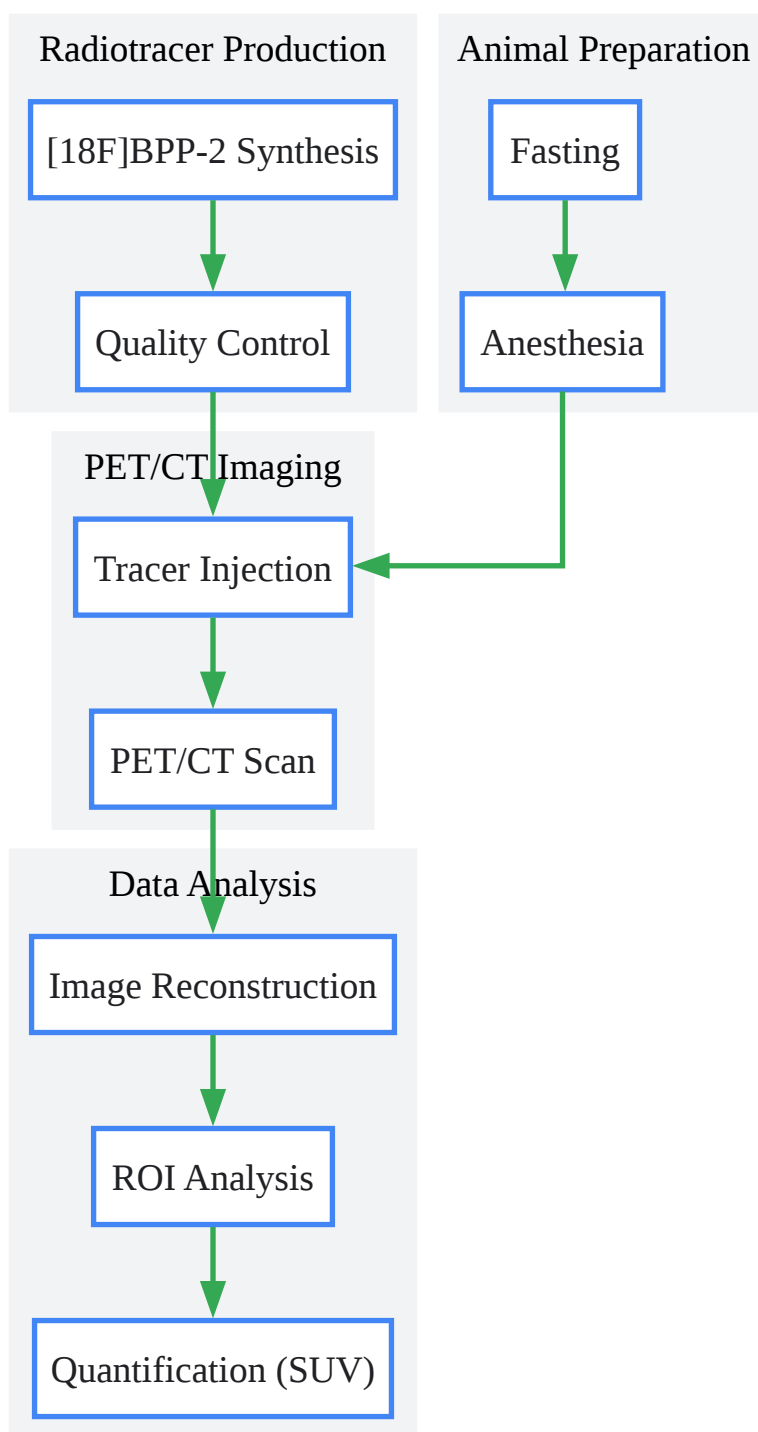 Radiotracer Production
Animal Preparation
[18F]BPP-2 Synthesis
Fasting
Quality Control
Anesthesia
PET/CT Imaging
Tracer Injection
PET/CT Scan
Data Analysis
Image Reconstruction
ROI Analysis
Quantification (SUV)